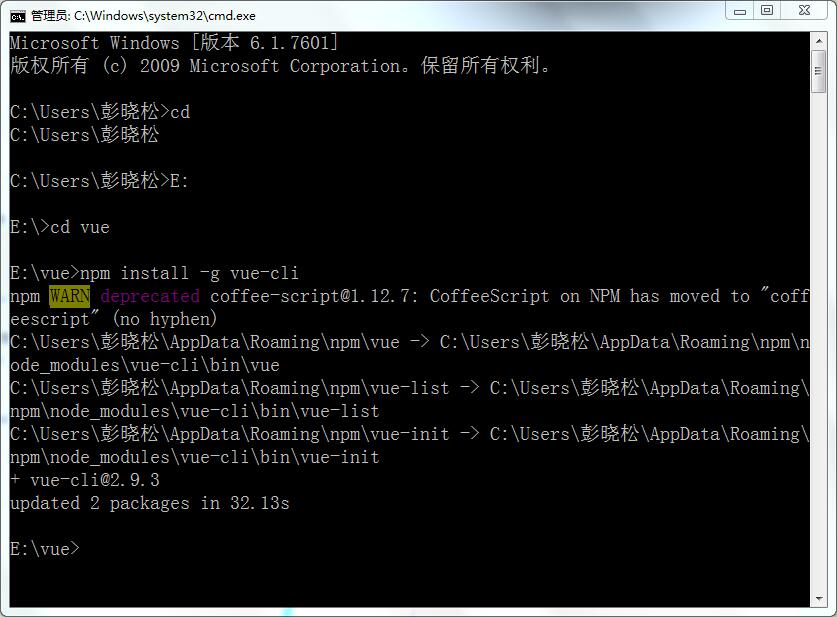 管理员: C:\Windows\system32\cmd.exe
Microsoft Windows [版本 6.1.7601]
版权所有 (c) 2009 Microsoft Corporation。保留所有权利。
C:\Users\彭晓松>cd
C:\Users\彭晓松
C:\Users\彭晓松>E:
E:\>cd vue
E:\vue>npm install -g vue-cli
npm WARN deprecated coffee-script@1.12.7: CoffeeScript on NPM has moved to "coff
eescript" (no hyphen)
C:\Users\彭晓松\AppData\Roaming\npm\vue -> C:\Users\彭晓松\AppData\Roaming\npm\n
ode_modules\vue-cli\bin\vue
C:\Users\彭晓松\AppData\Roaming\npm\vue-list -> C:\Users\彭晓松\AppData\Roaming\
npm\node_modules\vue-cli\bin\vue-list
C:\Users\彭晓松\AppData\Roaming\npm\vue-init -> C:\Users\彭晓松\AppData\Roaming\
npm\node_modules\vue-cli\bin\vue-init
+ vue-cli@2.9.3
updated 2 packages in 32.13s
E:\vue>